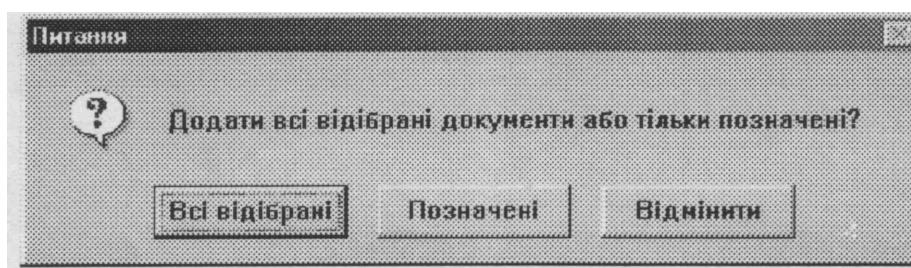 Питання
?
Додати всі відібрані документи або тільки позначені?
Всі відібрані Позначені Відмінити